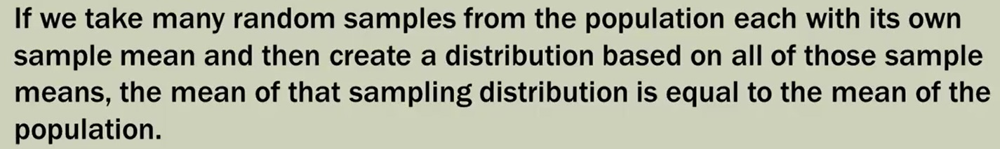 If we take many random samples from the population each with its own
sample mean and then create a distribution based on all of those sample
means, the mean of that sampling distribution is equal to the mean of the
population.